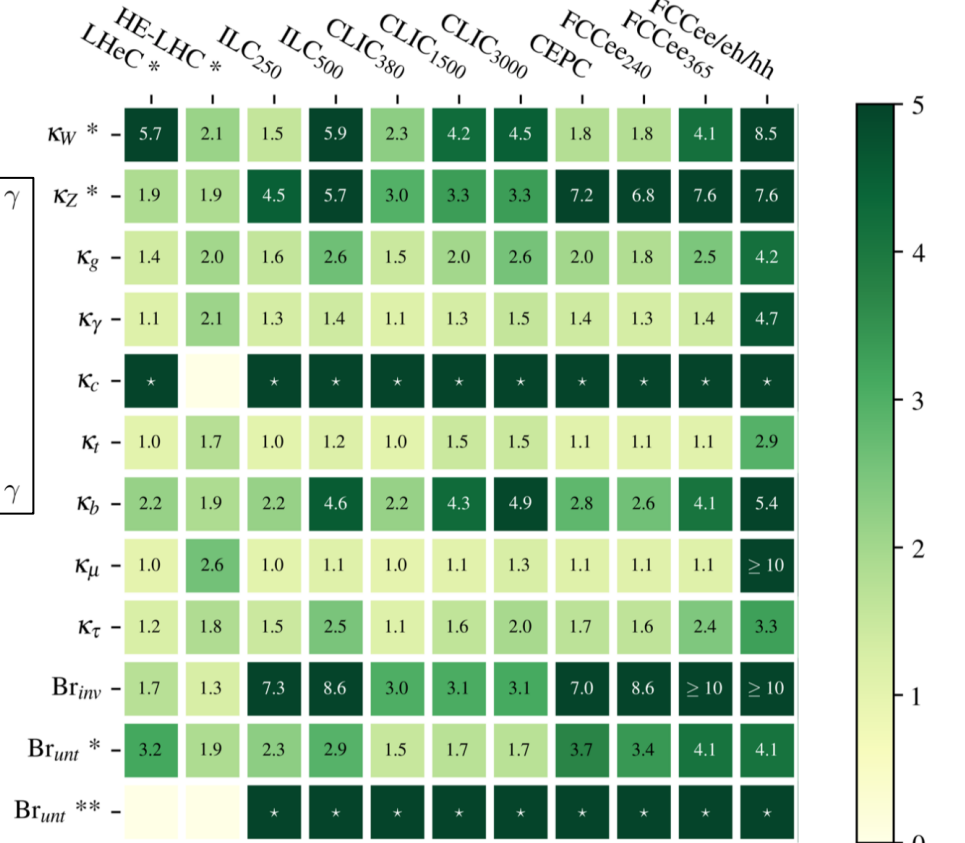 LHeC *
HE-LHC *
ILC250
ILC500
CLIC380
CLIC1500
CLIC3000
CEPC
FCCee240
FCCee365
FCCee/eh/hh
κW * 5.7 2.1 1.5 5.9 2.3 4.2 4.5 1.8 1.8 4.1 8.5
γ
κZ * 1.9 1.9 4.5 5.7 3.0 3.3 3.3 7.2 6.8 7.6 7.6
κg 1.4 2.0 1.6 2.6 1.5 2.0 2.6 2.0 1.8 2.5 4.2
κγ 1.1 2.1 1.3 1.4 1.1 1.3 1.5 1.4 1.3 1.4 4.7
κc ⋆ ⋆ ⋆ ⋆ ⋆ ⋆ ⋆ ⋆ ⋆ ⋆
κt 1.0 1.7 1.0 1.2 1.0 1.5 1.5 1.1 1.1 1.1 2.9
γ
κb 2.2 1.9 2.2 4.6 2.2 4.3 4.9 2.8 2.6 4.1 5.4
κμ 1.0 2.6 1.0 1.1 1.0 1.1 1.3 1.1 1.1 1.1 ≥ 10
κτ 1.2 1.8 1.5 2.5 1.1 1.6 2.0 1.7 1.6 2.4 3.3
Brinv 1.7 1.3 7.3 8.6 3.0 3.1 3.1 7.0 8.6 ≥ 10 ≥ 10
Brunt * 3.2 1.9 2.3 2.9 1.5 1.7 1.7 3.7 3.4 4.1 4.1
Brunt ** ⋆ ⋆ ⋆ ⋆ ⋆ ⋆ ⋆ ⋆ ⋆
5
4
3
2
1
0